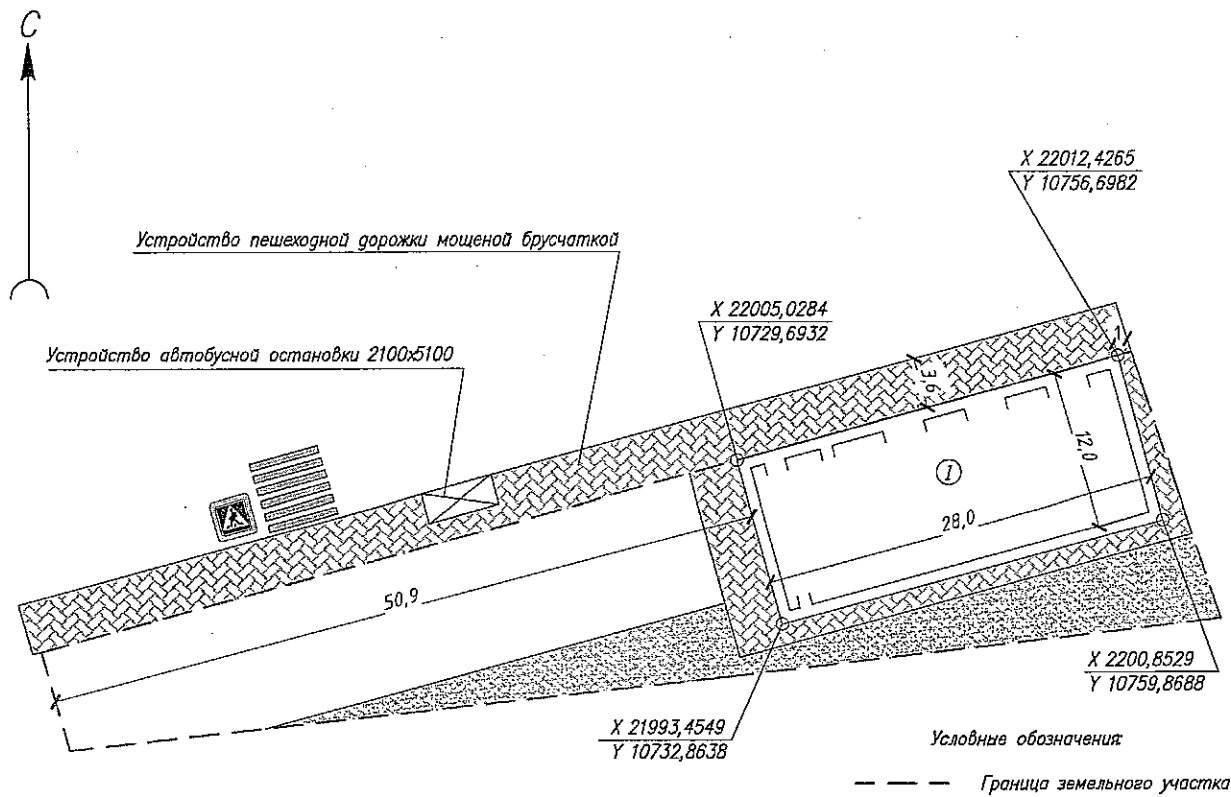 С
X 22012,4265
Y 10756,6982
Устройство пешеходной дорожки мощеной брусчаткой
X 22005,0284
Y 10729,6932
Устройство автобусной остановки 2100х5100
1
3,6
12,0
1
28,0
50,9
X 2200,8529
Y 10759,8688
X 21993,4549
Y 10732,8638
Условные обозначения:
Граница земельного участка